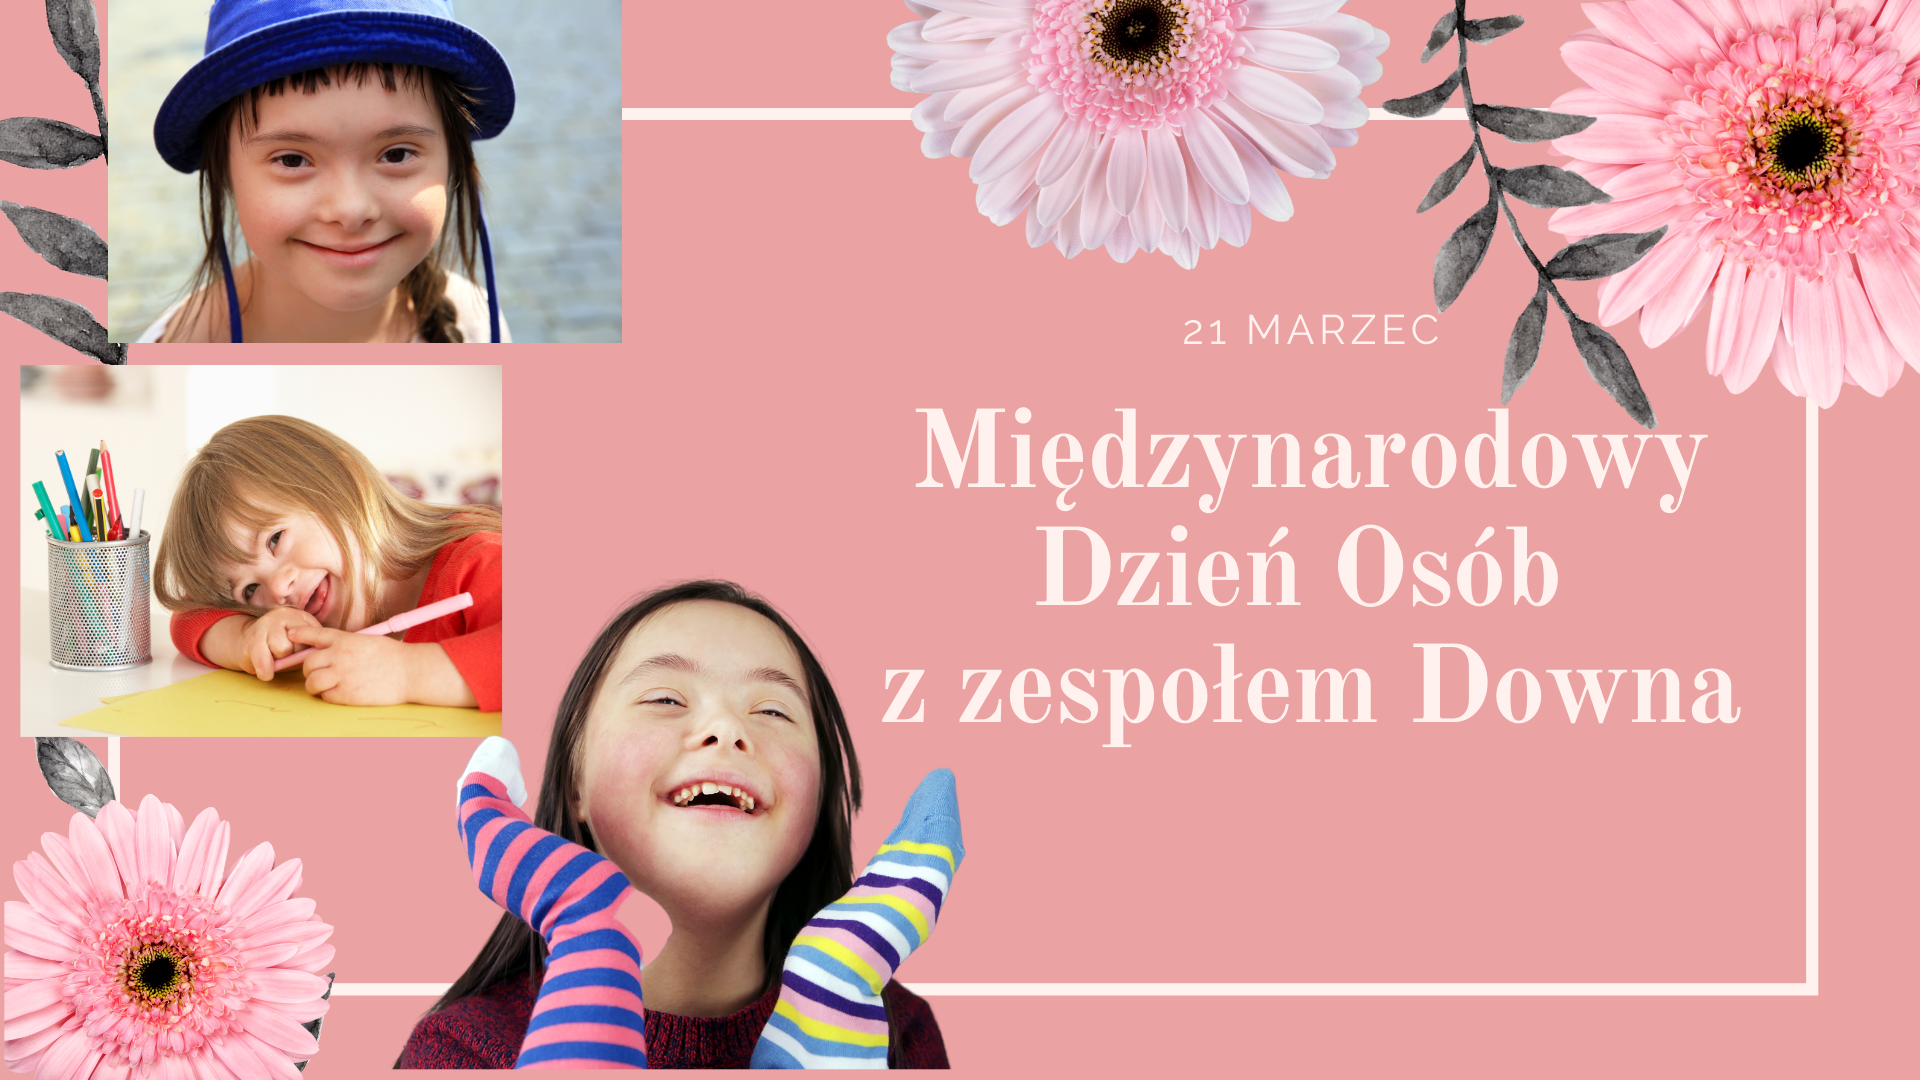 21 MARZEC
Międzynarodowy
Dzień Osób
z zespołem Downa